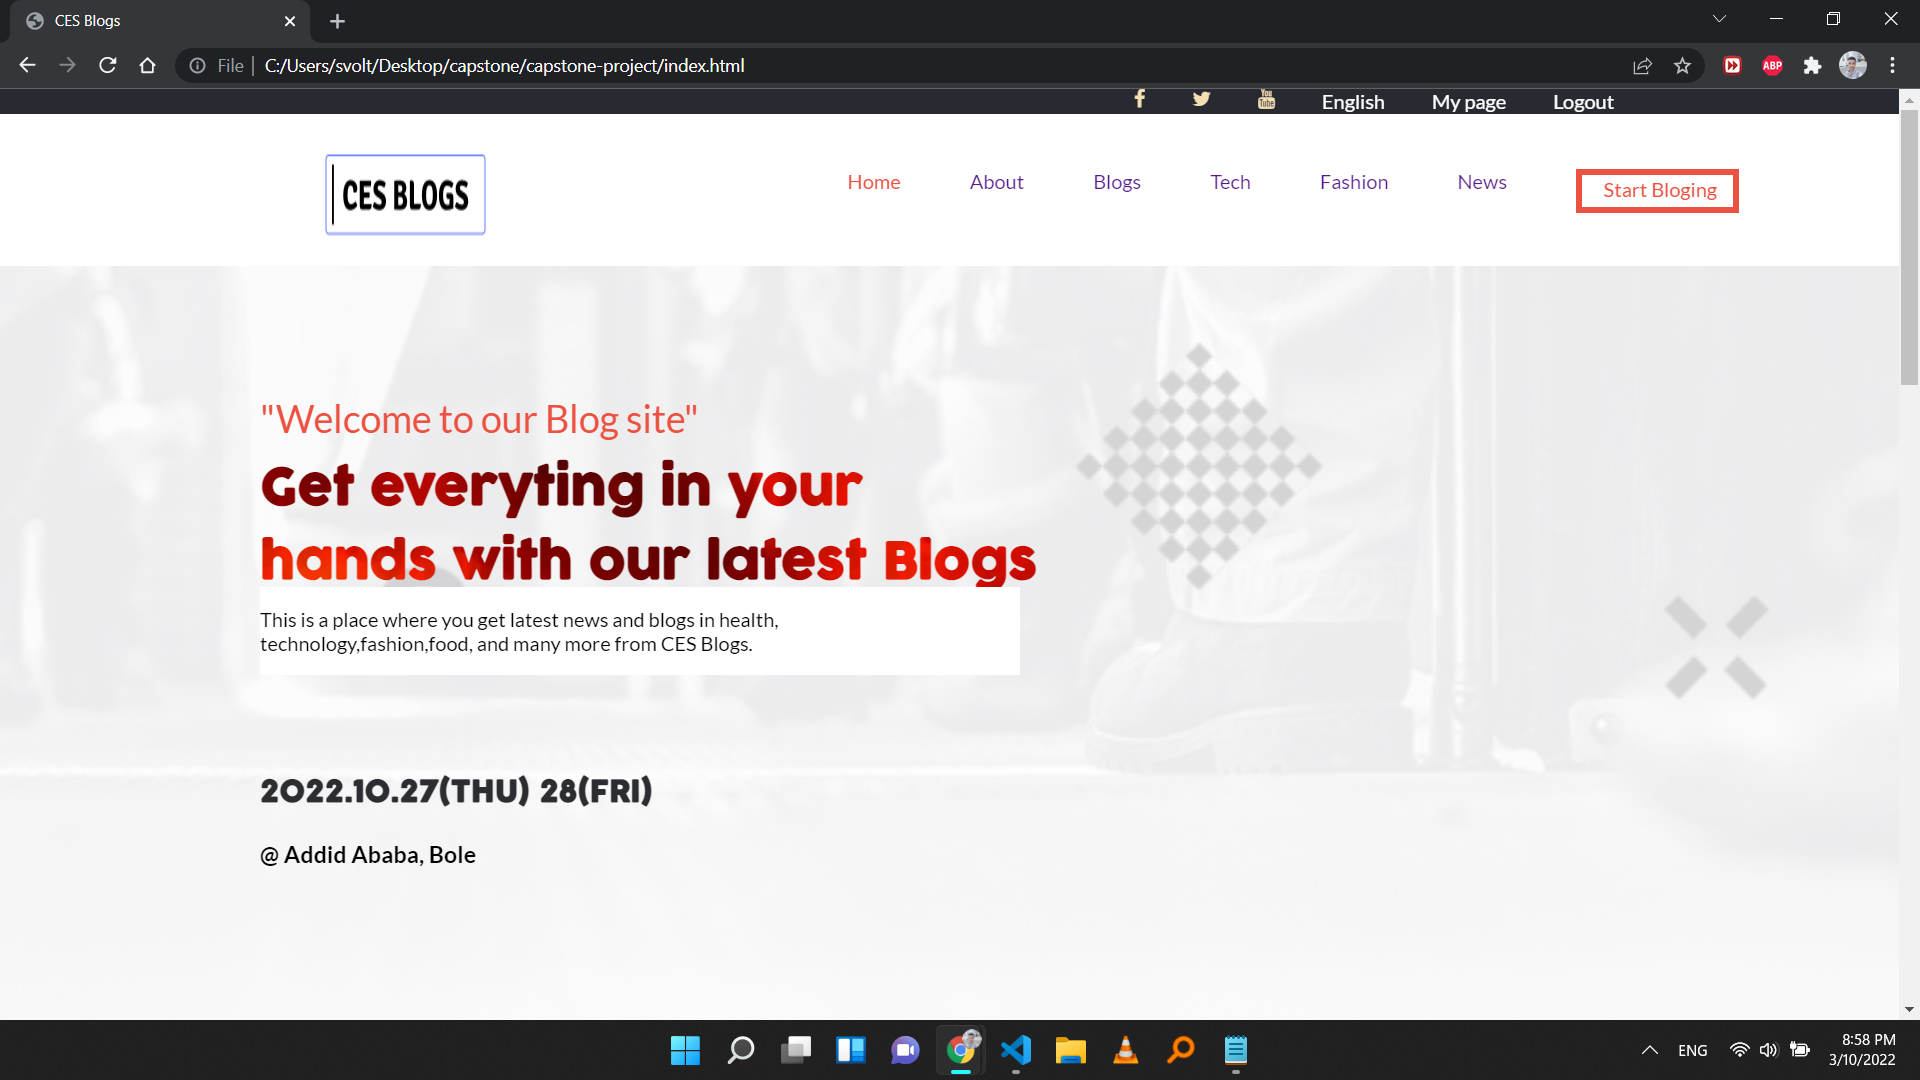 CES Blogs
File
C:/Users/svolt/Desktop/capstone/capstone-project/index.html
ABP
You
Tube
English
My page
Logout
CES BLOGS
Home
About
Blogs
Tech
Fashion
News
Start Bloging
"Welcome to our Blog site"
Get everyting in your
hands with our latest Blogs
This is a place where you get latest news and blogs in health,
technology,fashion,food, and many more from CES Blogs.
2022.10.27(THU) 28(FRI)
@ Addid Ababa, Bole
ENG
8:58 PM
3/10/2022